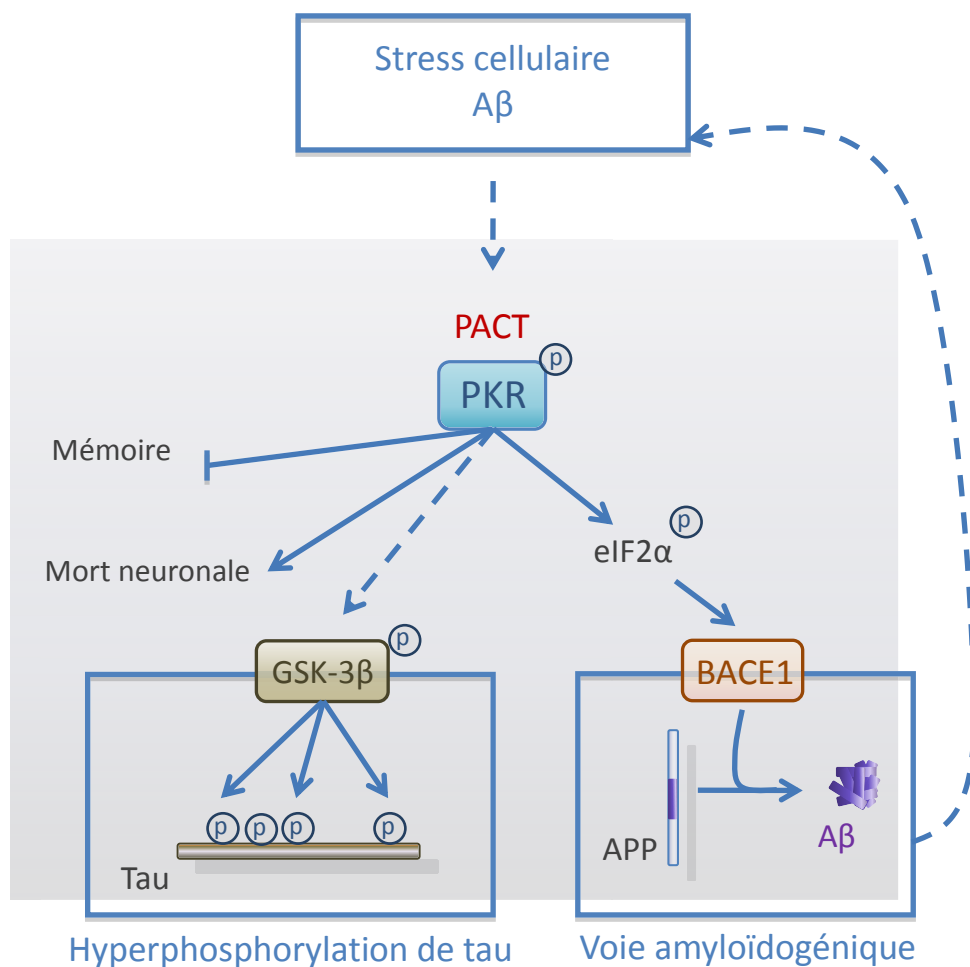 Stress cellulaire
Aβ
PACT
p
PKR
Mémoire
p
eIF2α
Mort neuronale
p
GSK-3β
BACE1
p p p p
Tau
APP
Aβ
Hyperphosphorylation de tau
Voie amyloïdogénique